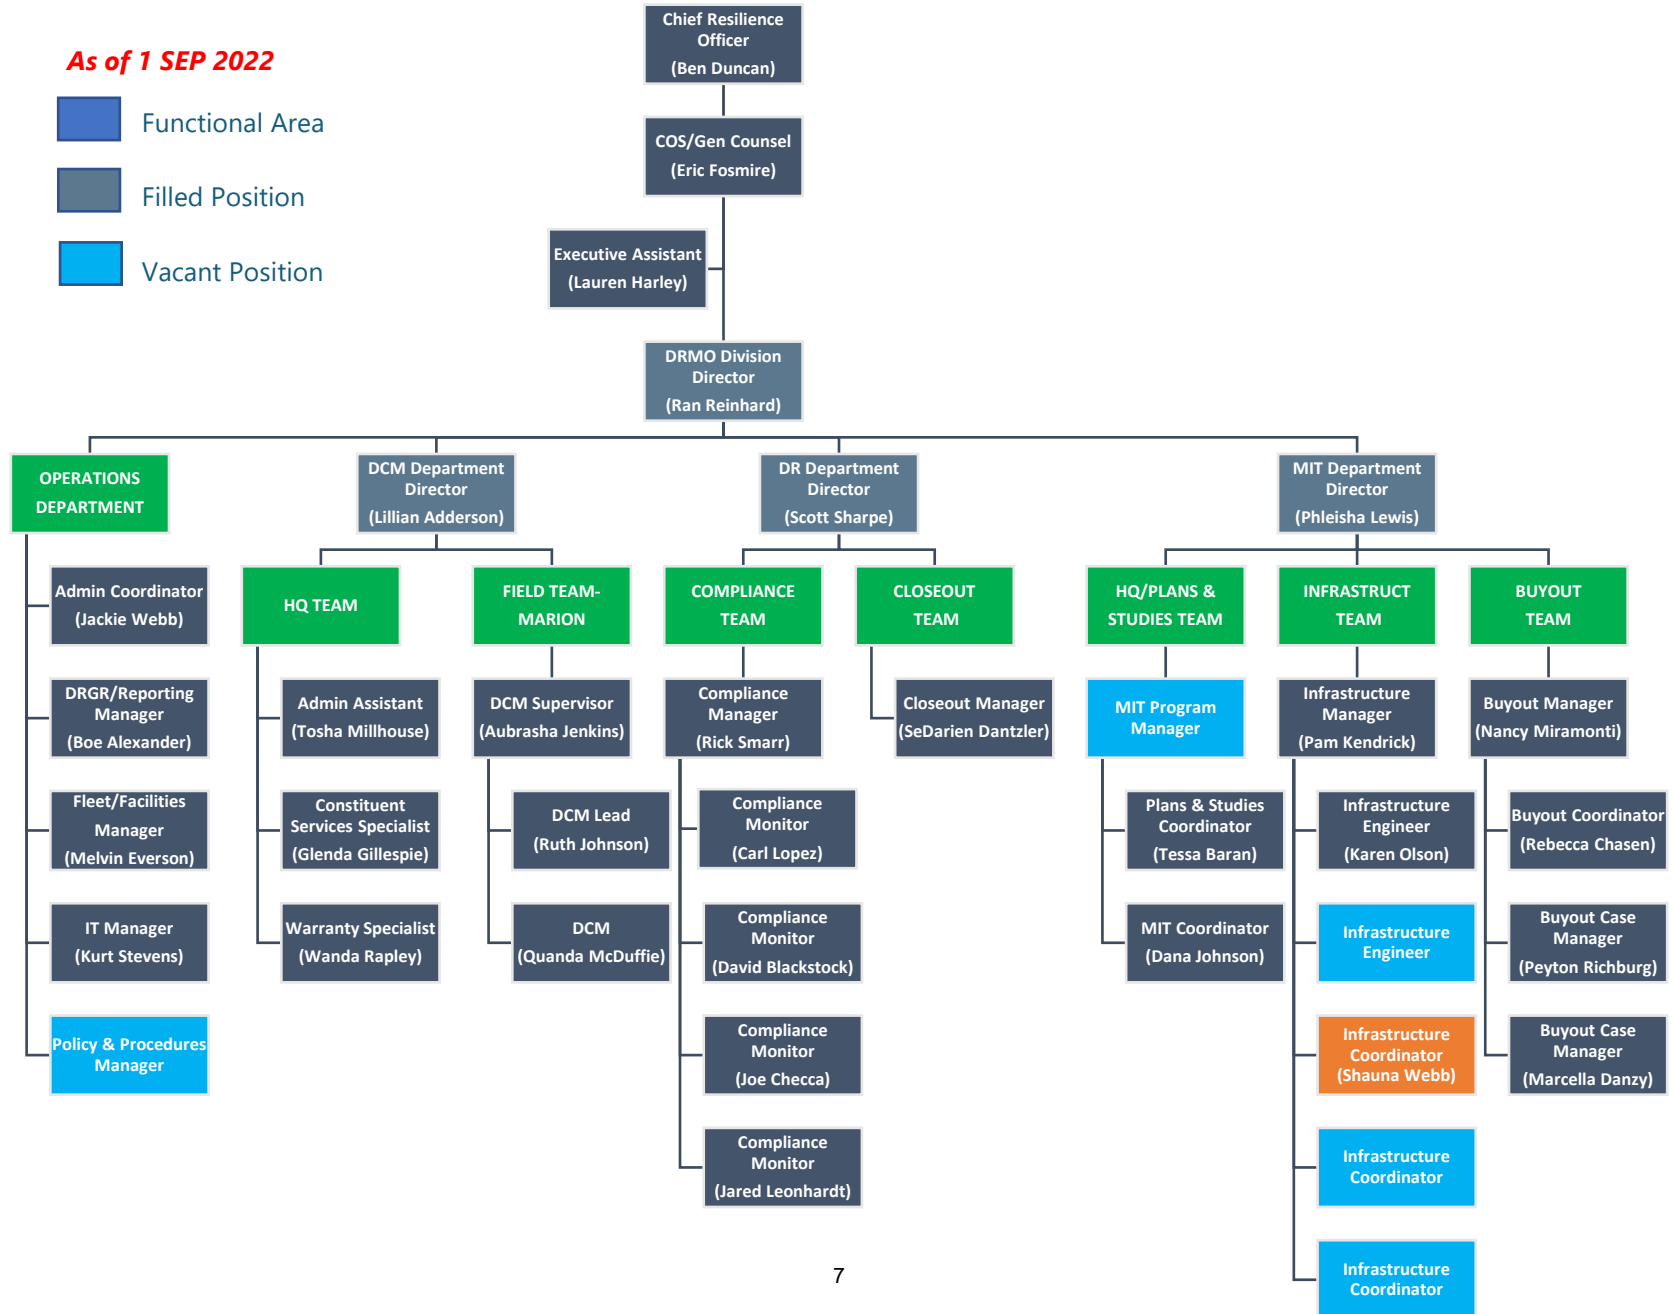 As of 1 SEP 2022
Functional Area
Filled Position
Vacant Position
Chief Resilience
Officer
(Ben Duncan)
COS/Gen Counsel
(Eric Fosmire)
Executive Assistant
(Lauren Harley)
DRMO Division
Director
(Ran Reinhard)
OPERATIONS
DEPARTMENT
Admin Coordinator
(Jackie Webb)
DRGR/Reporting
Manager
(Boe Alexander)
Fleet/Facilities
Manager
(Melvin Everson)
IT Manager
(Kurt Stevens)
Policy & Procedures
Manager
DCM Department
Director
(Lillian Adderson)
HQ TEAM
Admin Assistant
(Tosha Millhouse)
Constituent
Services Specialist
(Glenda Gillespie)
Warranty Specialist
(Wanda Rapley)
FIELD TEAM-
MARION
DCM Supervisor
(Aubrasha Jenkins)
DCM Lead
(Ruth Johnson)
DCM
(Quanda McDuffie)
DR Department
Director
(Scott Sharpe)
COMPLIANCE
TEAM
Compliance
Manager
(Rick Smarr)
Compliance
Monitor
(Carl Lopez)
Compliance
Monitor
(David Blackstock)
Compliance
Monitor
(Joe Checca)
Compliance
Monitor
(Jared Leonhardt)
CLOSEOUT
TEAM
Closeout Manager
(SeDarien Dantzler)
MIT Department
Director
(Phleisha Lewis)
HQ/PLANS &
STUDIES TEAM
MIT Program
Manager
Plans & Studies
Coordinator
(Tessa Baran)
MIT Coordinator
(Dana Johnson)
INFRASTRUCT
TEAM
Infrastructure
Manager
(Pam Kendrick)
Infrastructure
Engineer
(Karen Olson)
Infrastructure
Engineer
Infrastructure
Coordinator
(Shauna Webb)
Infrastructure
Coordinator
Infrastructure
Coordinator
BUYOUT
TEAM
Buyout Manager
(Nancy Miramonti)
Buyout Coordinator
(Rebecca Chasen)
Buyout Case
Manager
(Peyton Richburg)
Buyout Case
Manager
(Marcella Danzy)
7